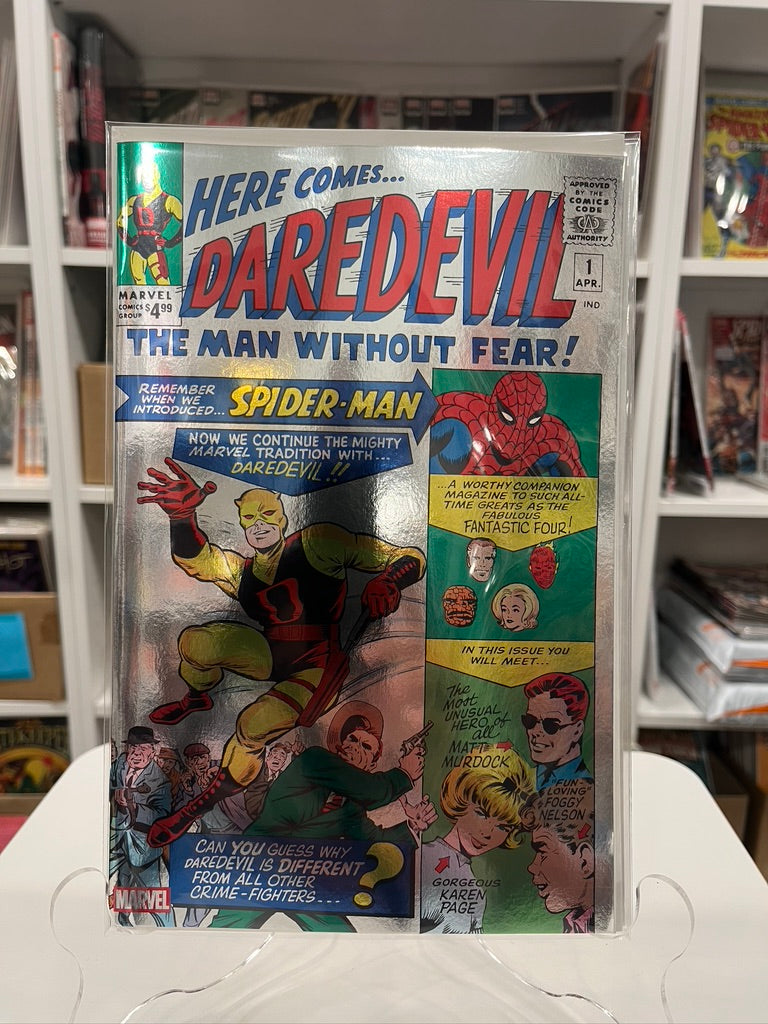 HERE COMES...
DAREDEVIL
THE MAN WITHOUT FEAR!
APPROVED
BY THE
COMICS
CODE
AUTHORITY
MARVEL
COMICS
GROUP
$4.99
1
APR.
IND
REMEMBER
WHEN WE
INTRODUCED...
SPIDER-MAN
NOW WE CONTINUE THE MIGHTY
MARVEL TRADITION WITH...
DAREDEVIL!!
...A WORTHY COMPANION
MAGAZINE TO SUCH ALL-
TIME GREATS AS THE
FABULOUS
FANTASTIC FOUR!
IN THIS ISSUE YOU
WILL MEET...
The
Most
UNUSUAL
HERO of
all
MATT
MURDOCK
"FUN-
LOVING"
FOGGY
NELSON
GORGEOUS
KAREN
PAGE
CAN YOU GUESS WHY
DAREDEVIL IS DIFFERENT
FROM ALL OTHER
CRIME-FIGHTERS...
?
MARVEL